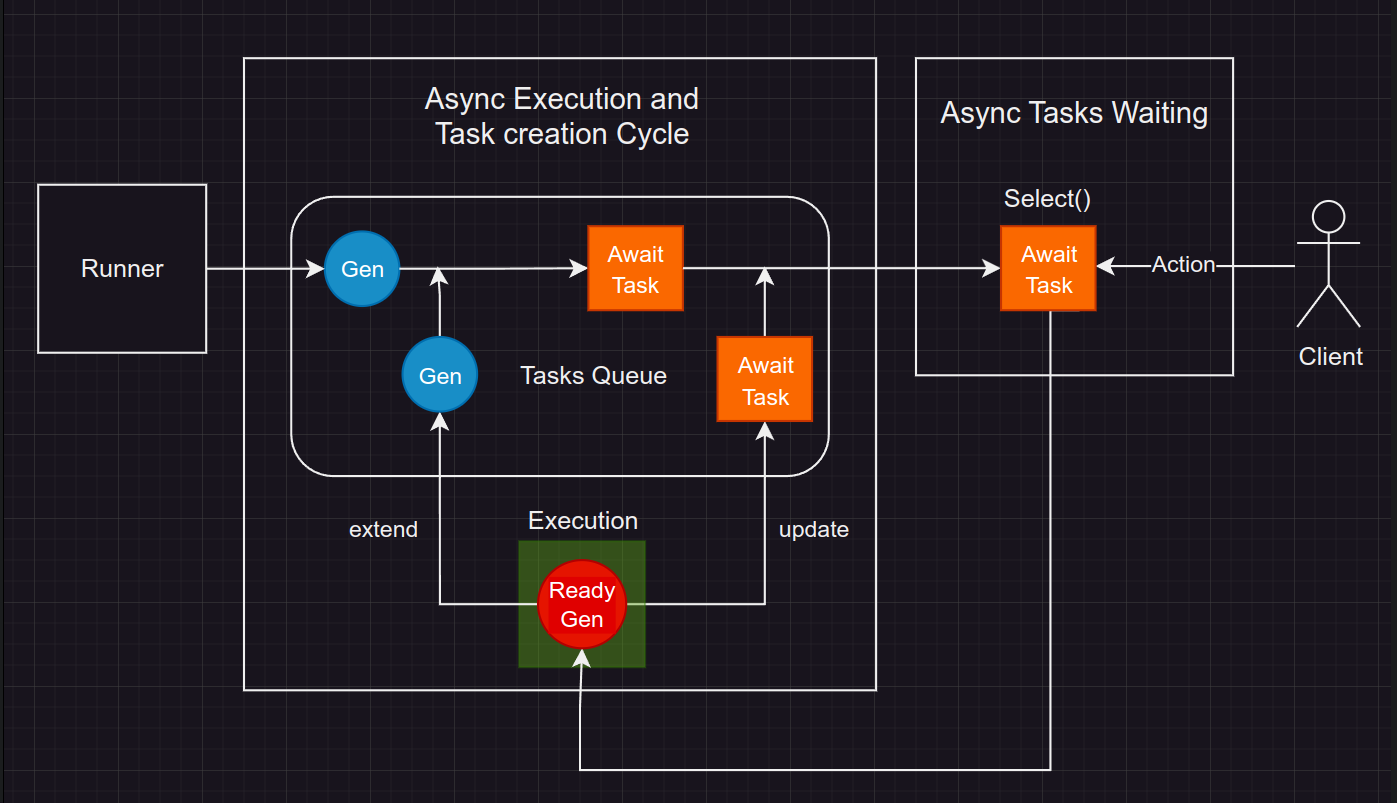 Async Execution and
Task creation Cycle
Async Tasks Waiting
Select()
Runner
Gen
Await
Task
Await
Task
Action
Client
Gen
Tasks Queue
Await
Task
extend
Execution
update
Ready
Gen